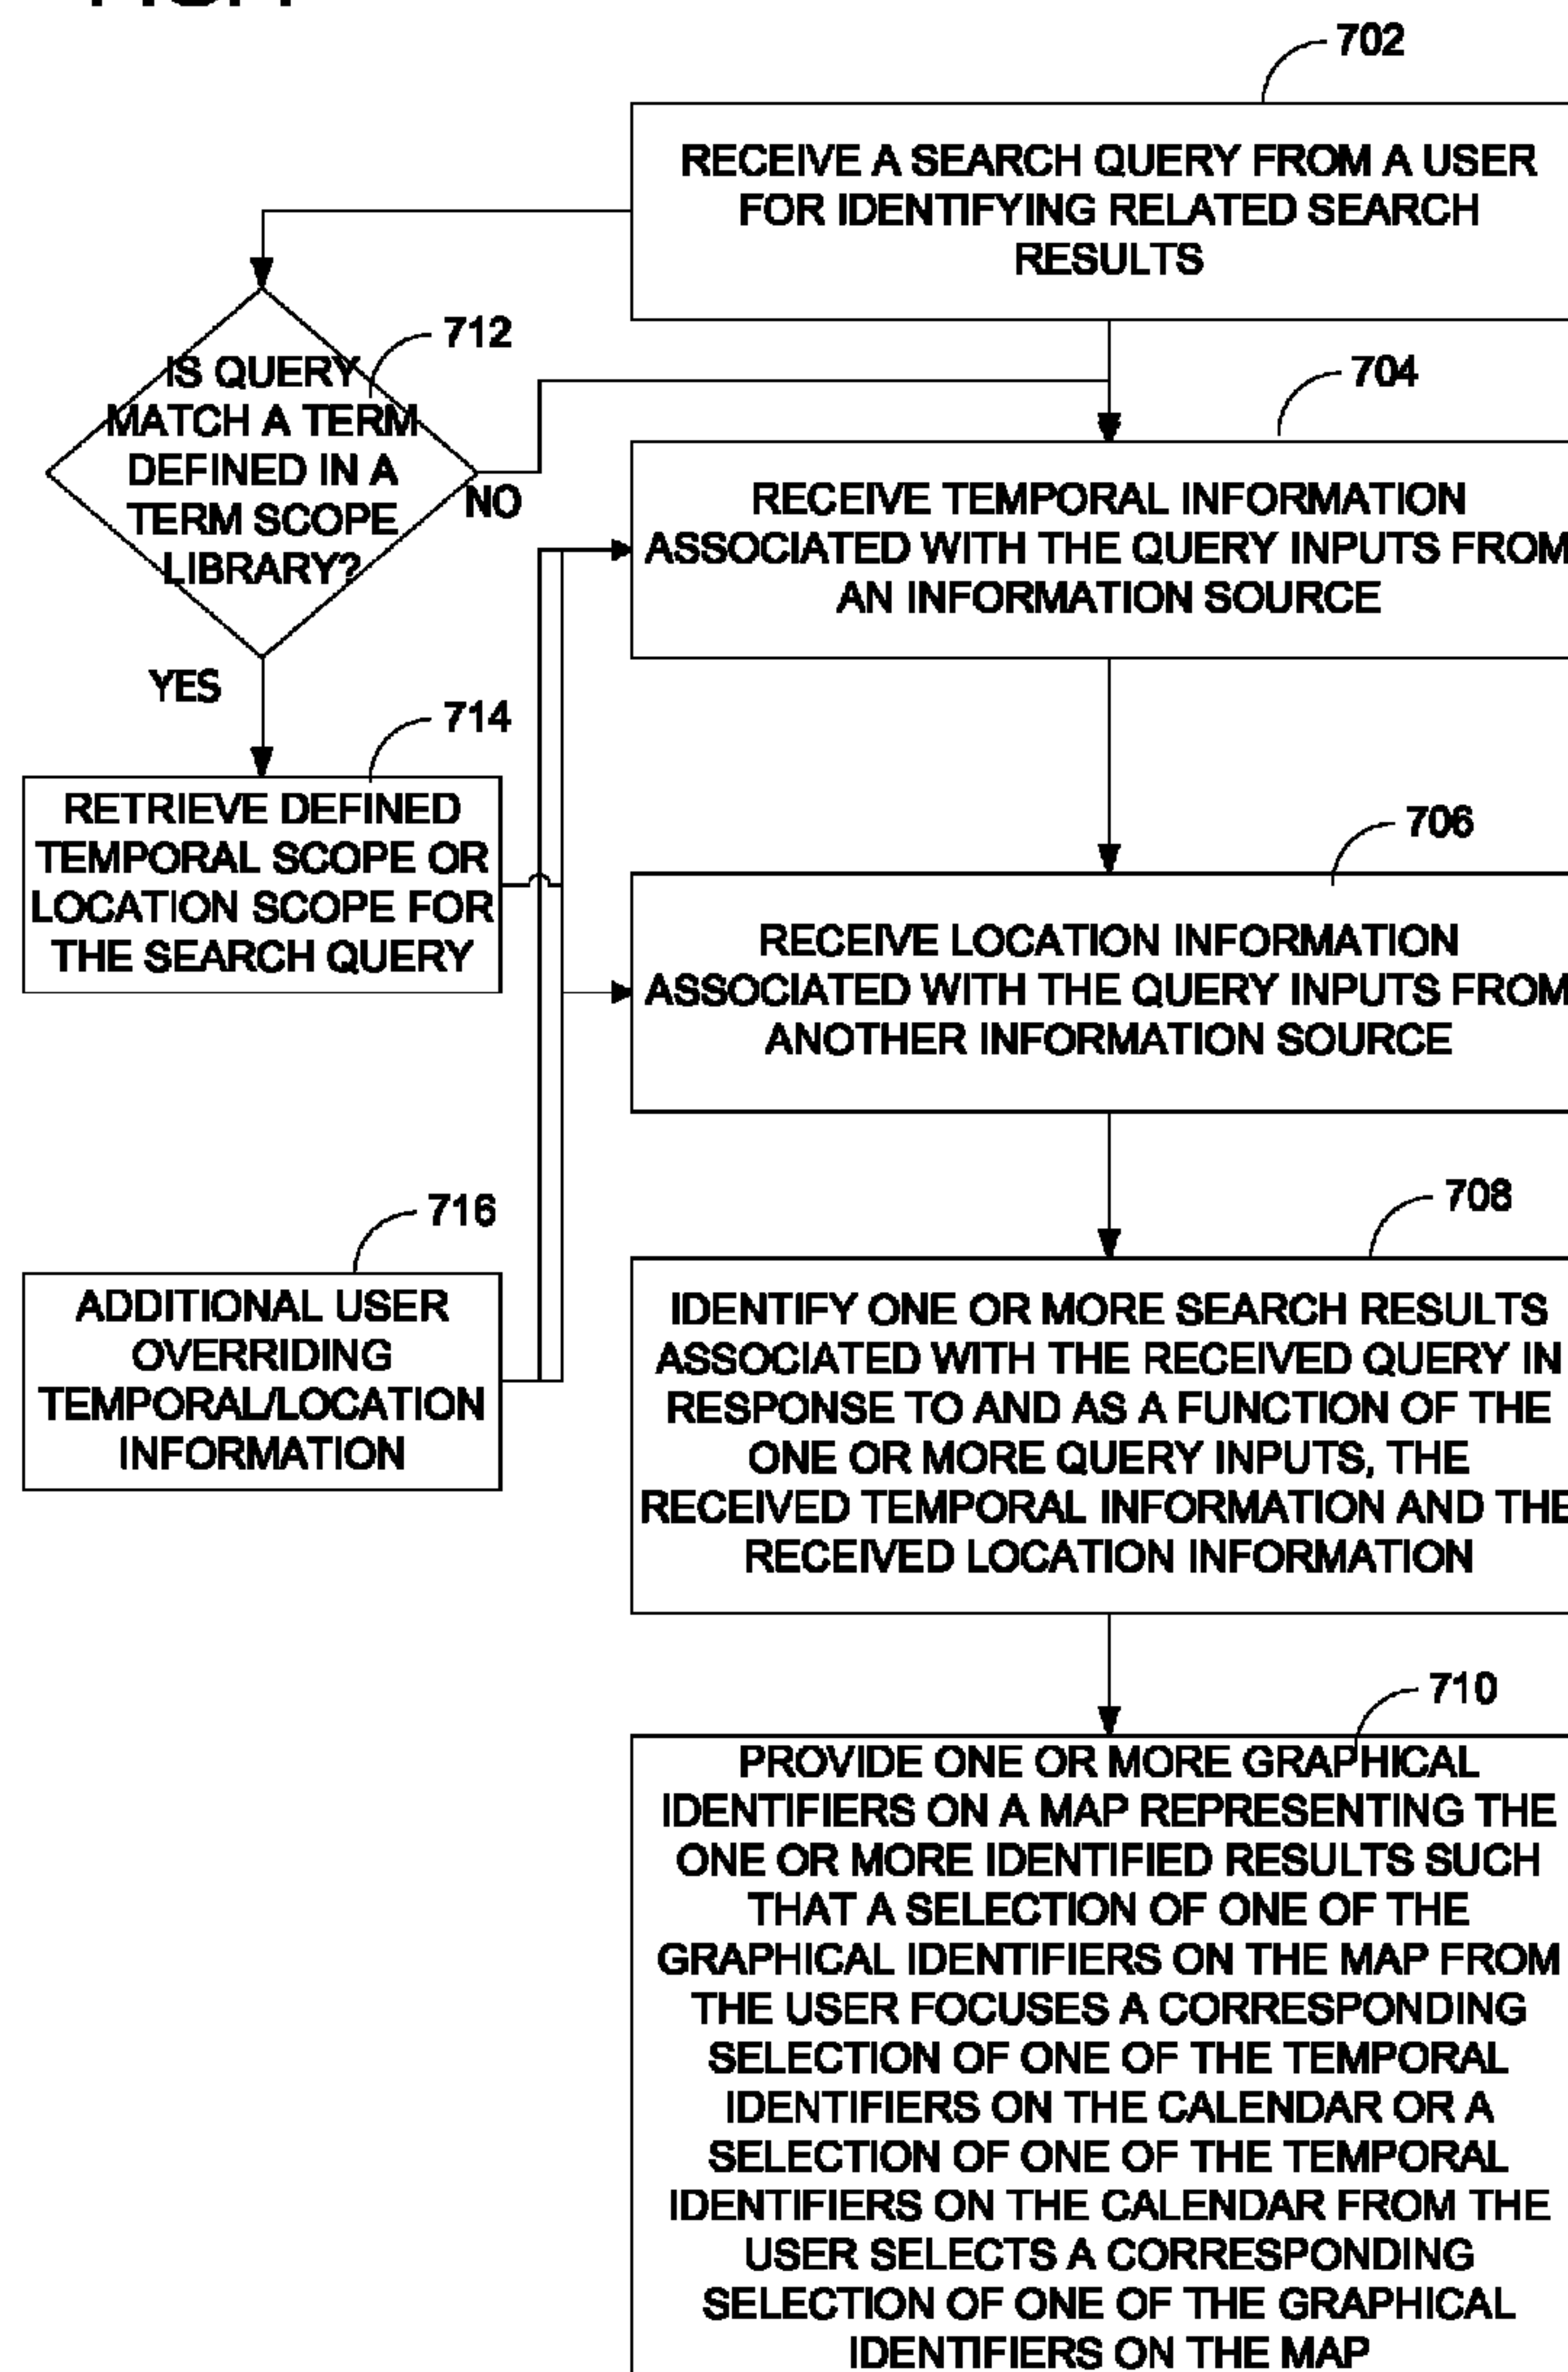 702
RECEIVE A SEARCH QUERY FROM A USER
FOR IDENTIFYING RELATED SEARCH
RESULTS
712
IS QUERY
MATCH A TERM
DEFINED IN A
TERM SCOPE
LIBRARY?
NO
YES
704
RECEIVE TEMPORAL INFORMATION
ASSOCIATED WITH THE QUERY INPUTS FROM
AN INFORMATION SOURCE
714
RETRIEVE DEFINED
TEMPORAL SCOPE OR
LOCATION SCOPE FOR
THE SEARCH QUERY
706
RECEIVE LOCATION INFORMATION
ASSOCIATED WITH THE QUERY INPUTS FROM
ANOTHER INFORMATION SOURCE
716
ADDITIONAL USER
OVERRIDING
TEMPORAL/LOCATION
INFORMATION
708
IDENTIFY ONE OR MORE SEARCH RESULTS
ASSOCIATED WITH THE RECEIVED QUERY IN
RESPONSE TO AND AS A FUNCTION OF THE
ONE OR MORE QUERY INPUTS, THE
RECEIVED TEMPORAL INFORMATION AND THE
RECEIVED LOCATION INFORMATION
710
PROVIDE ONE OR MORE GRAPHICAL
IDENTIFIERS ON A MAP REPRESENTING THE
ONE OR MORE IDENTIFIED RESULTS SUCH
THAT A SELECTION OF ONE OF THE
GRAPHICAL IDENTIFIERS ON THE MAP FROM
THE USER FOCUSES A CORRESPONDING
SELECTION OF ONE OF THE TEMPORAL
IDENTIFIERS ON THE CALENDAR OR A
SELECTION OF ONE OF THE TEMPORAL
IDENTIFIERS ON THE CALENDAR FROM THE
USER SELECTS A CORRESPONDING
SELECTION OF ONE OF THE GRAPHICAL
IDENTIFIERS ON THE MAP